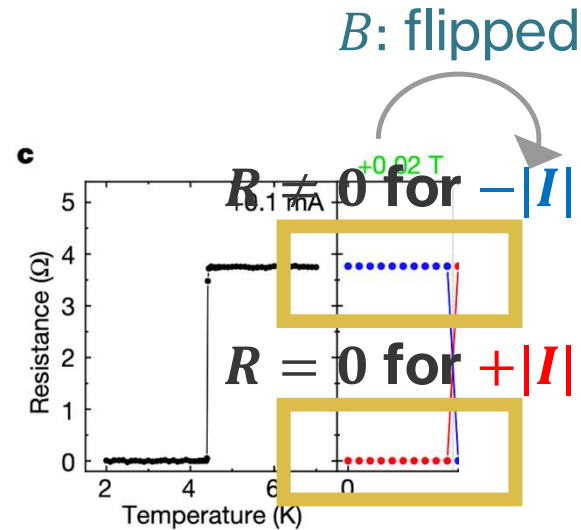 B: flipped
c
+0.02 T
R ≠ 0 for −|I|
+0.1 mA
5
4
3
2
1
0
Resistance (Ω)
R = 0 for +|I|
2 4 6 0
Temperature (K)